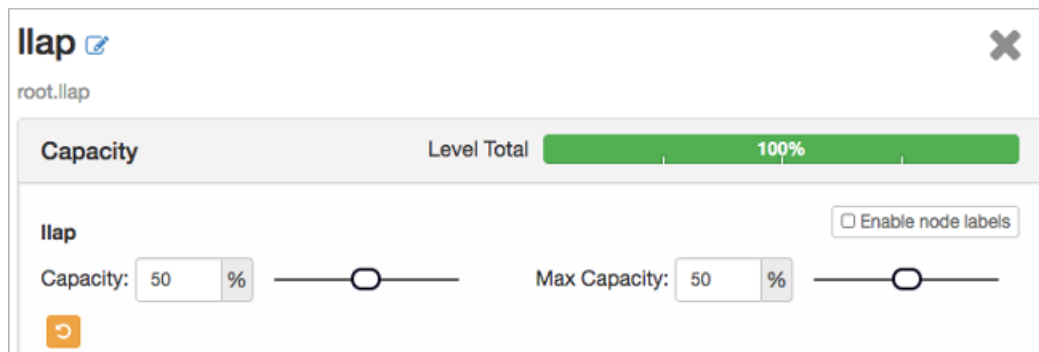 llap
root.llap
Capacity Level Total 100%
Enable node labels
llap
Capacity: 50 % Max Capacity: 50 %